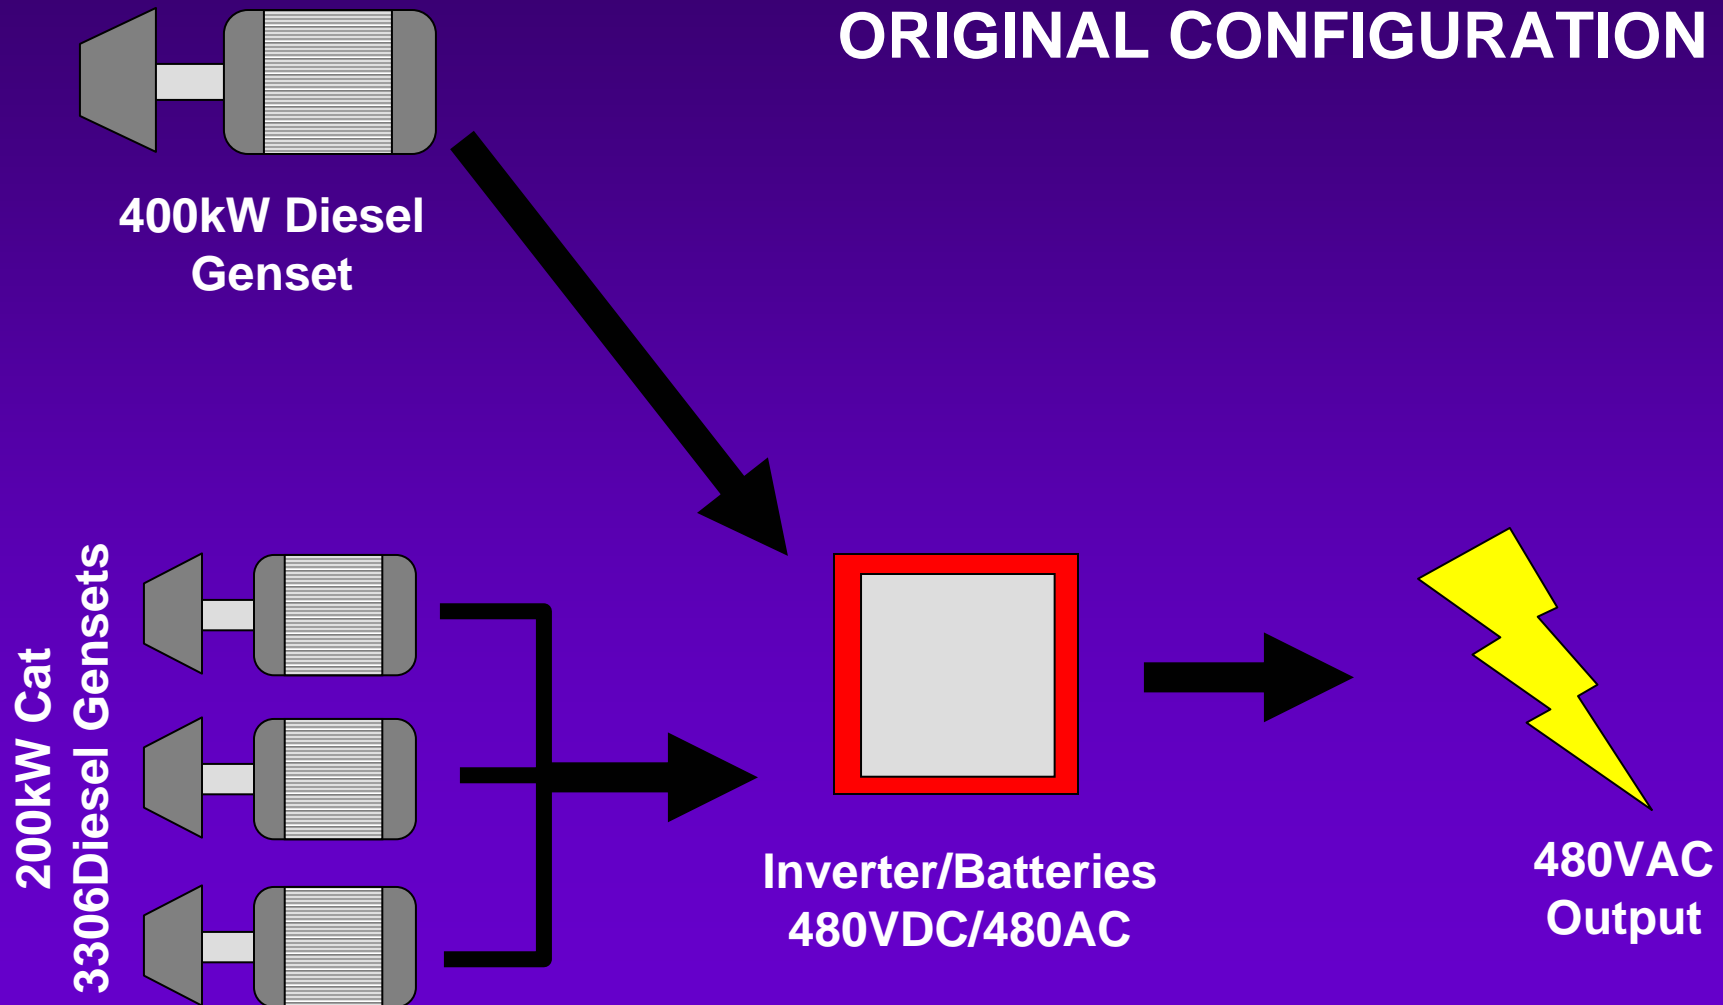 ORIGINAL CONFIGURATION
400kW Diesel
Genset
200kW Cat
3306Diesel Gensets
Inverter/Batteries
480VDC/480AC
480VAC
Output